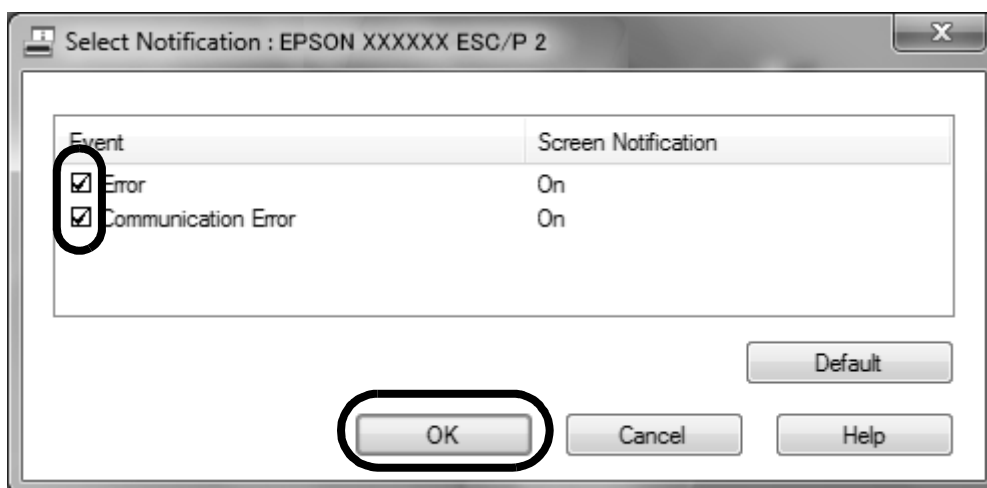 Select Notification : EPSON XXXXXX ESC/P 2
X
Event Screen Notification
Error On
Communication Error On
Default
OK Cancel Help